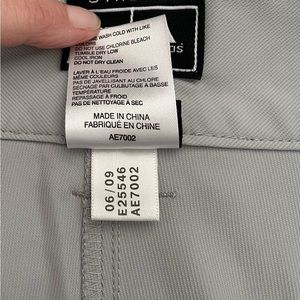 WASH COLD WITH LIKE
DO NOT USE CHLORINE BLEACH
TUMBLE DRY LOW
COOL IRON
DO NOT DRY CLEAN
LAVER À L'EAU FROIDE AVEC LES
MÊME COULEURS
PAS DE JAVELLISANT AU CHLORE
SECHAGE PAR CULBUTAGE A BASSE
TEMPÉRATURE
REPASSAGE À FROID
PAS DE NETTOYAGE À SEC
MADE IN CHINA
FABRIQUÉ EN CHINE
AE7002
06/09
E25546
AE7002